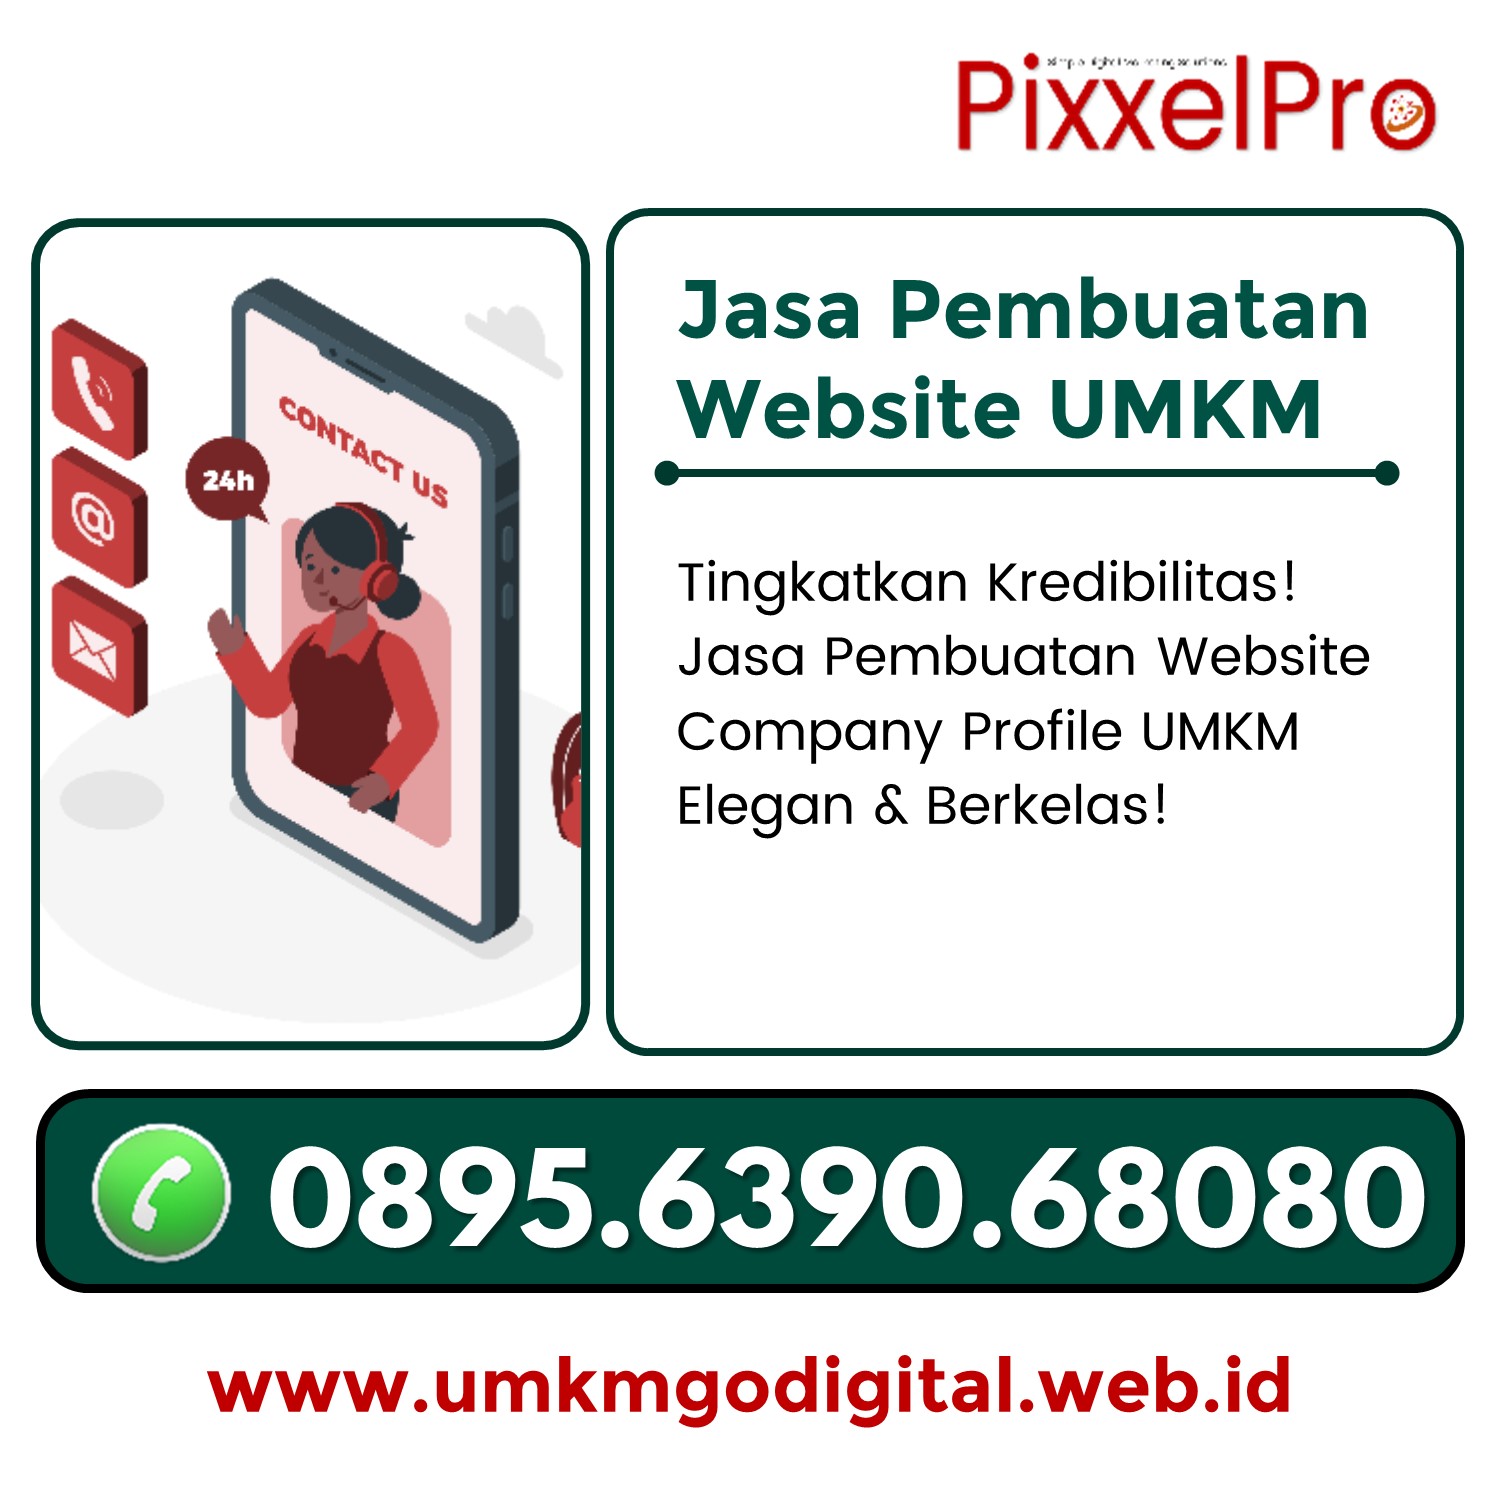 PixxelPro
Jasa Pembuatan
Website UMKM
CONTACT US
24h
Tingkatkan Kredibilitas!
Jasa Pembuatan Website
Company Profile UMKM
Elegan & Berkelas!
0895.6390.68080
www.umkmgodigital.web.id